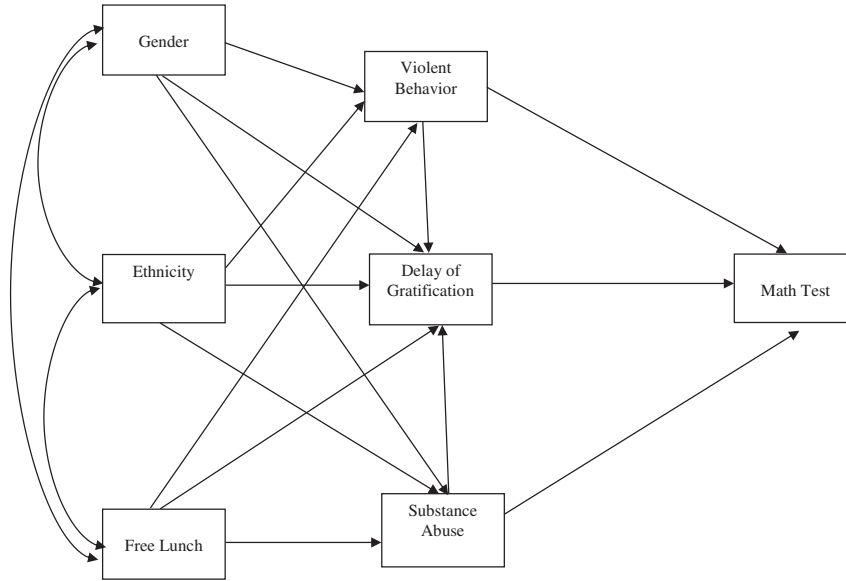 Gender
Violent
Behavior
Ethnicity
Delay of
Gratification
Math Test
Substance
Abuse
Free Lunch